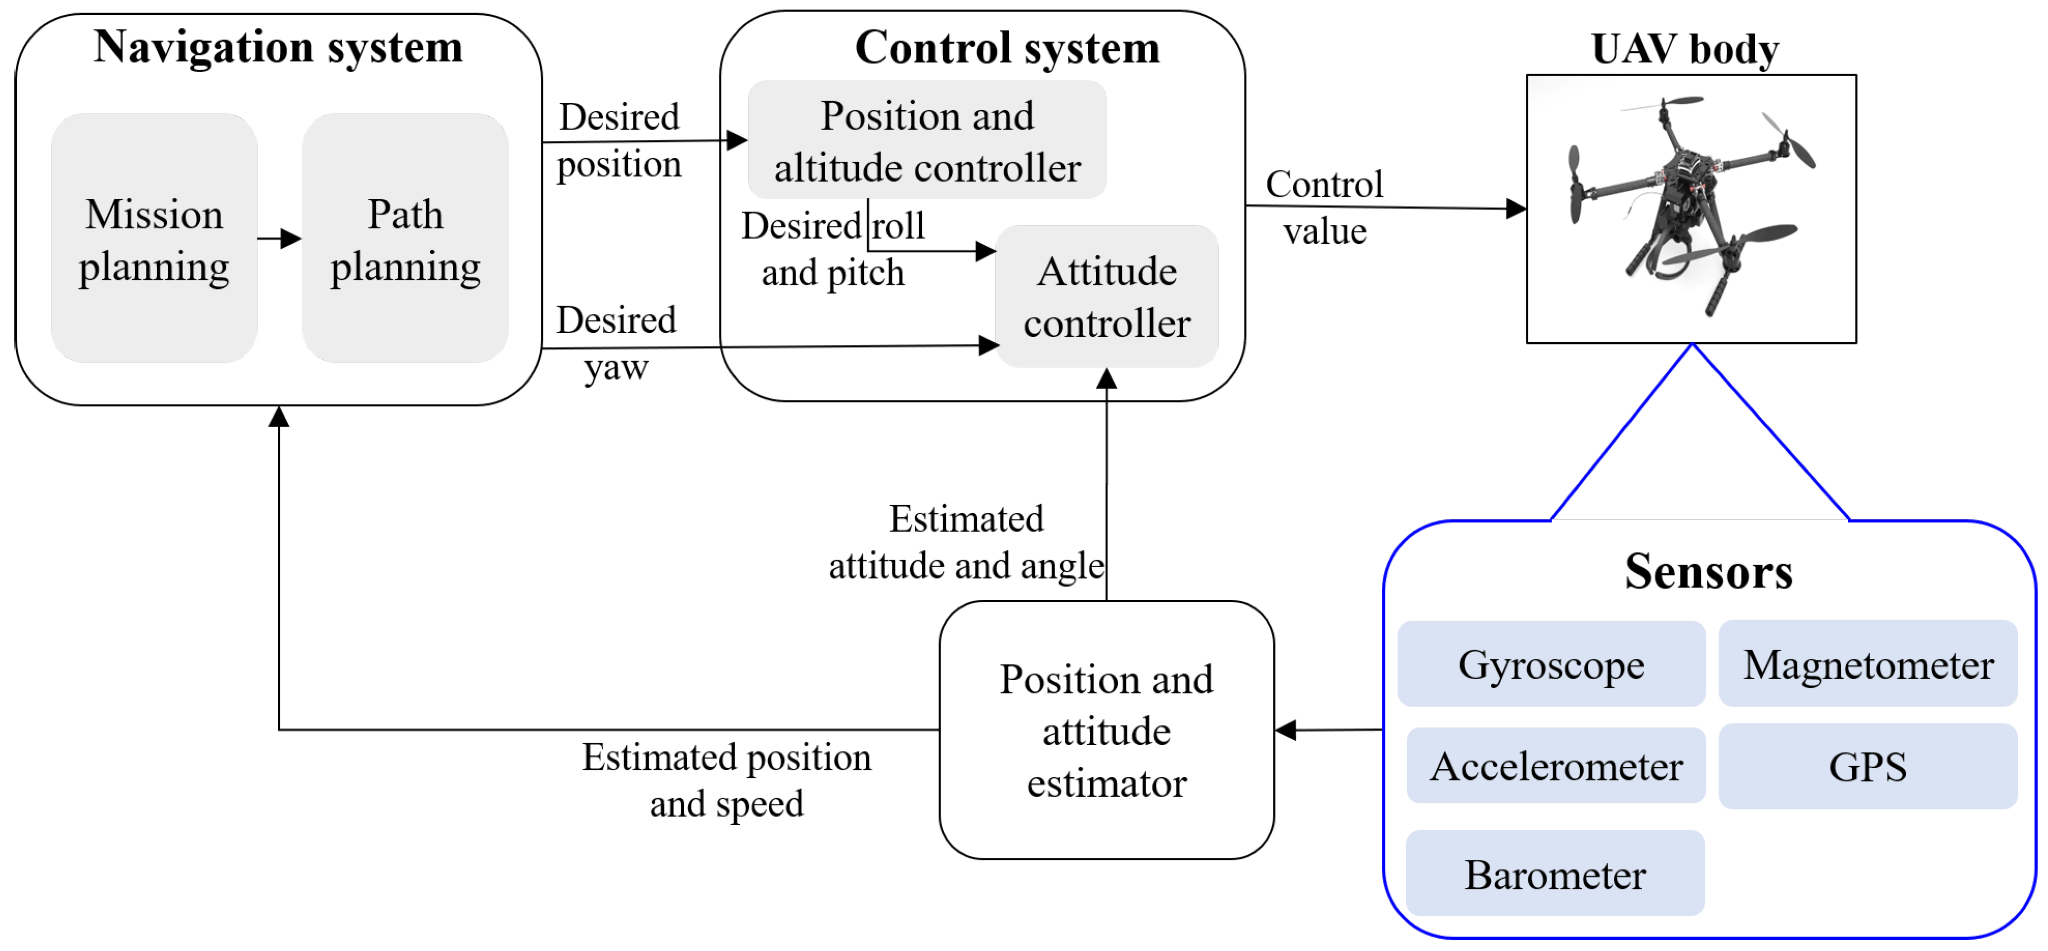 Navigation system
Mission
planning
Path
planning
Desired
position
Desired
yaw
Control system
Position and
altitude controller
Desired roll
and pitch
Attitude
controller
Control
value
UAV body
Estimated
attitude and angle
Position and
attitude
estimator
Estimated position
and speed
Sensors
Gyroscope
Magnetometer
Accelerometer
GPS
Barometer